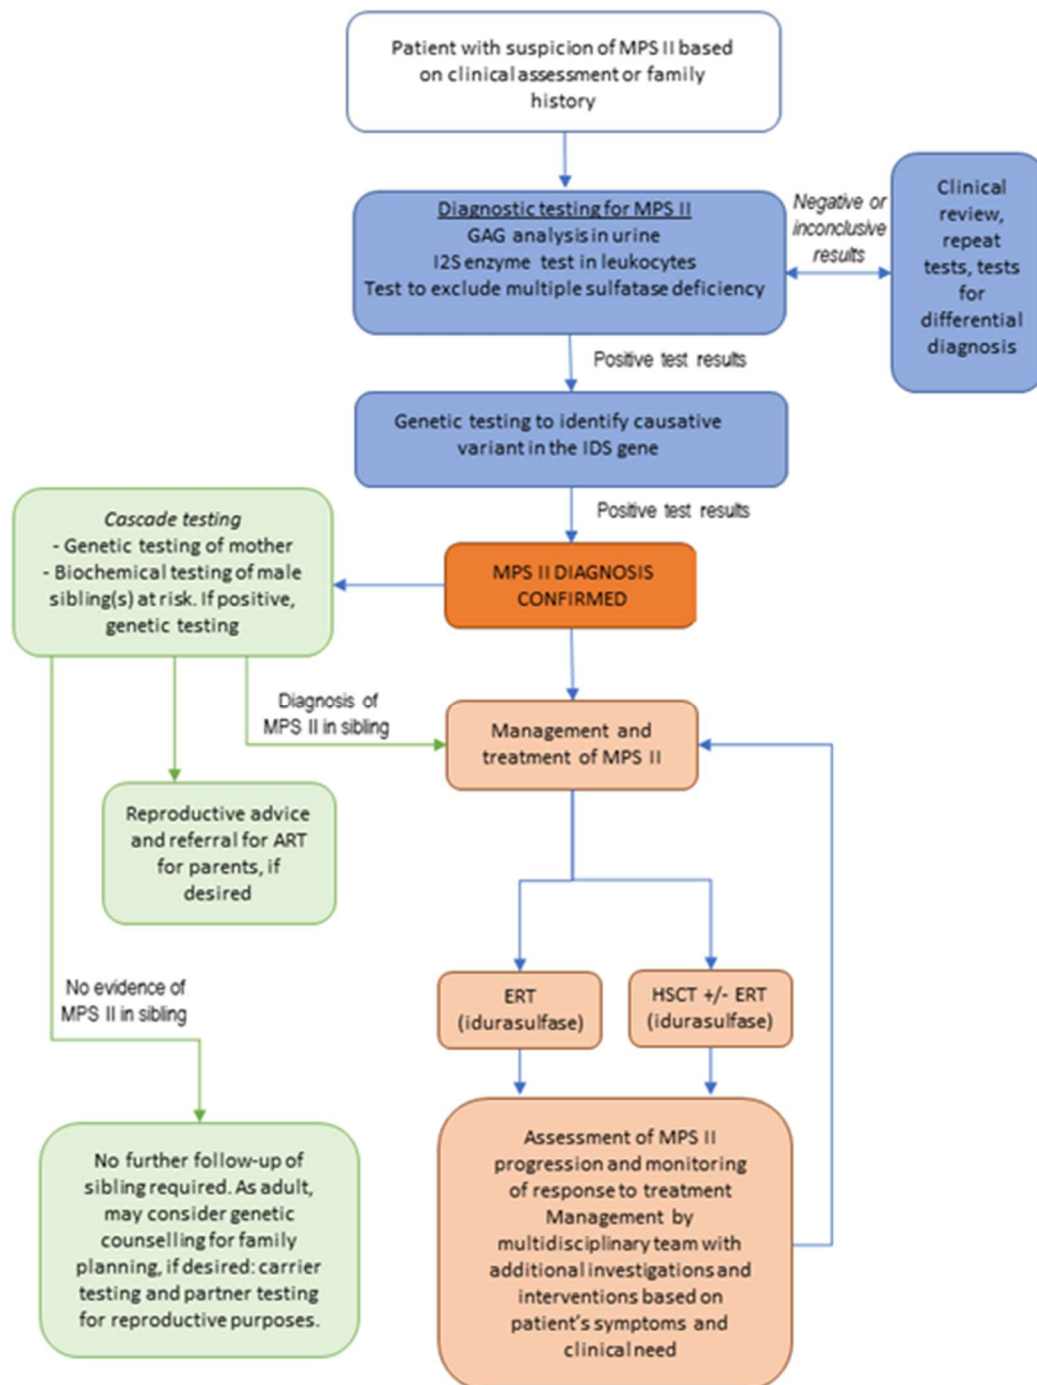 Patient with suspicion of MPS II based
on clinical assessment or family
history
Diagnostic testing for MPS II
GAG analysis in urine
I2S enzyme test in leukocytes
Test to exclude multiple sulfatase deficiency
Negative or
inconclusive
results
Clinical
review,
repeat
tests, tests
for
differential
diagnosis
Positive test results
Genetic testing to identify causative
variant in the IDS gene
Positive test results
Cascade testing
- Genetic testing of mother
- Biochemical testing of male
sibling(s) at risk. If positive,
genetic testing
MPS II DIAGNOSIS
CONFIRMED
Diagnosis of
MPS II in sibling
Management and
treatment of MPS II
Reproductive advice
and referral for ART
for parents, if
desired
No evidence of
MPS II in sibling
ERT
(idurasulfase)
HSCT +/- ERT
(idurasulfase)
No further follow-up of
sibling required. As adult,
may consider genetic
counselling for family
planning, if desired: carrier
testing and partner testing
for reproductive purposes.
Assessment of MPS II
progression and monitoring
of response to treatment
Management by
multidisciplinary team with
additional investigations and
interventions based on
patient's symptoms and
clinical need